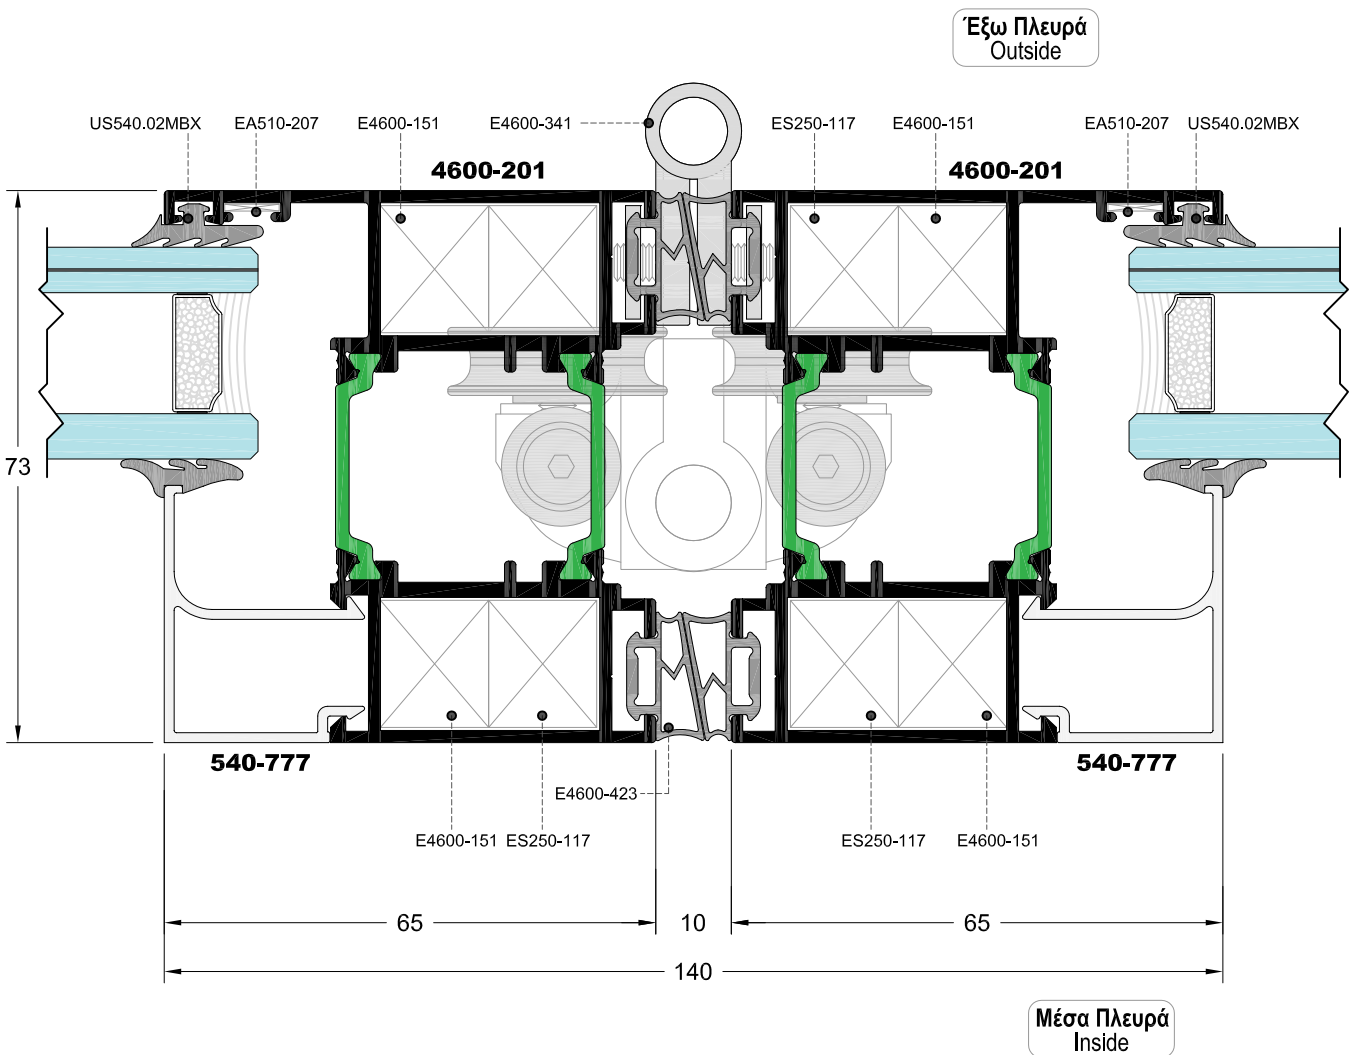 Έξω Πλευρά
Outside
US540.02MBX EA510-207 E4600-151 E4600-341 ES250-117 E4600-151 EA510-207 US540.02MBX
4600-201 4600-201
73
540-777 540-777
E4600-423
E4600-151 ES250-117 ES250-117 E4600-151
65 10 65
140
Μέσα Πλευρά
Inside